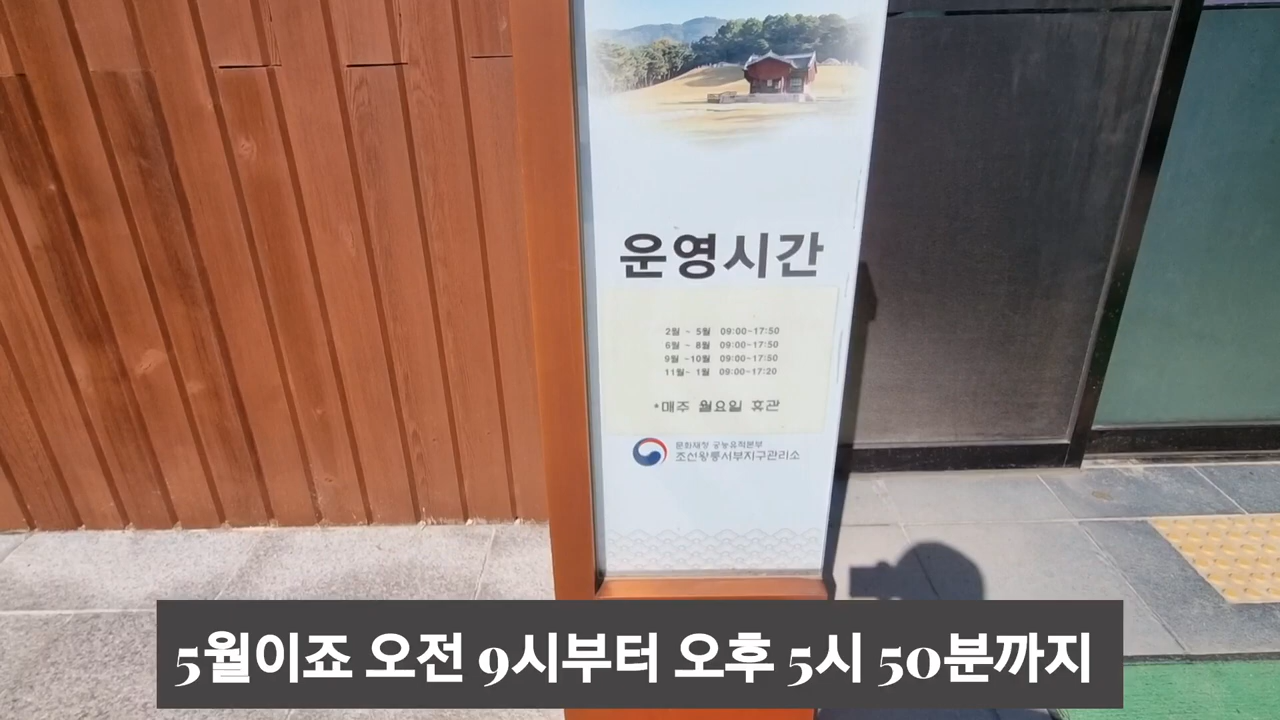 운영시간
2월 ~ 5월 09:00~17:50
6월 ~ 8월 09:00~17:50
9월 ~10월 09:00~17:50
11월~ 1월 09:00~17:20
*매주 월요일 휴관
문화재청 궁능유적본부
조선왕릉서부지구관리소
5월이죠 오전 9시부터 오후 5시 50분까지